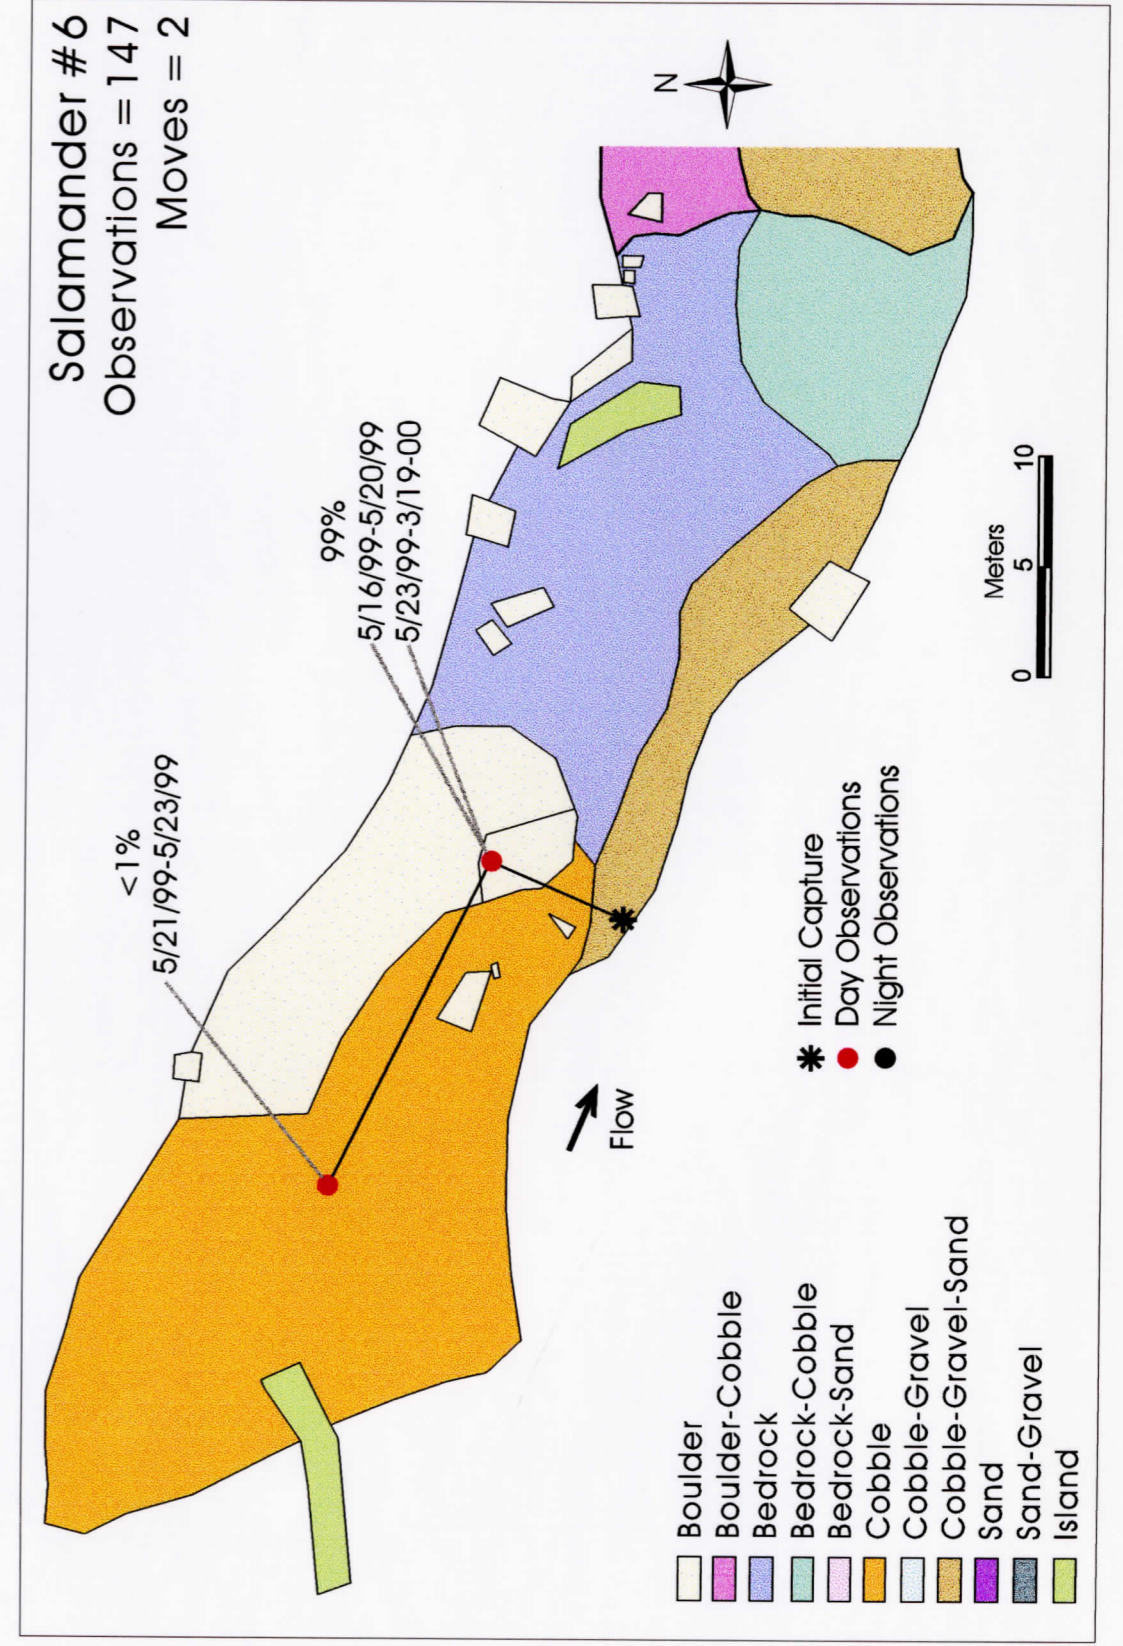 Salamander #6
Observations = 147
Moves = 2
N
99%
5/16/99-5/20/99
5/23/99-3/19-00
<1%
5/21/99-5/23/99
Flow
Initial Capture
Day Observations
Night Observations
Meters
0 5 10
Boulder
Boulder-Cobble
Bedrock
Bedrock-Cobble
Bedrock-Sand
Cobble
Cobble-Gravel
Cobble-Gravel-Sand
Sand
Sand-Gravel
Island